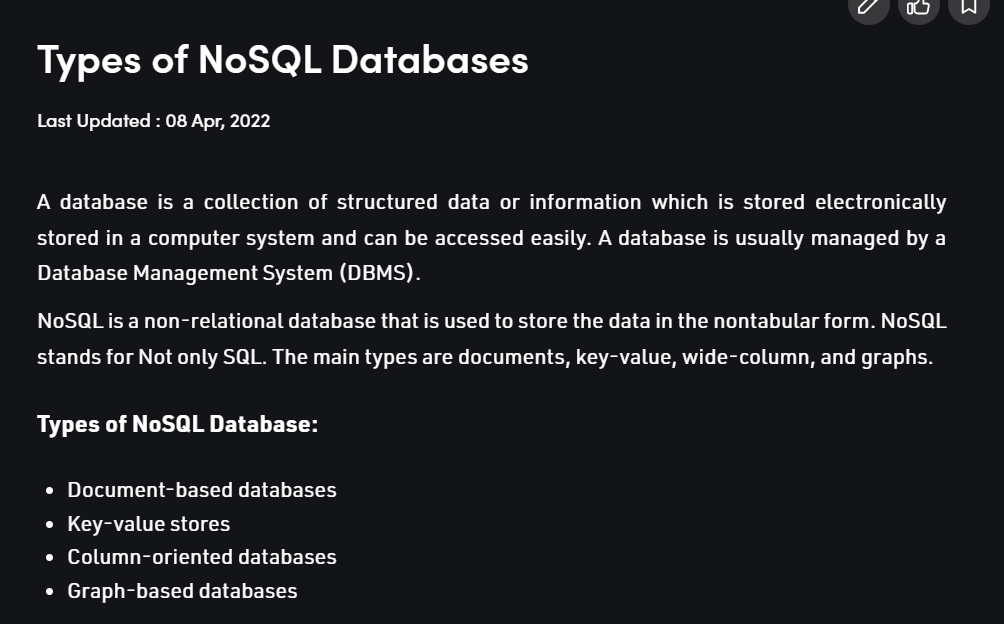 Types of NoSQL Databases
Last Updated : 08 Apr, 2022
A database is a collection of structured data or information which is stored electronically
stored in a computer system and can be accessed easily. A database is usually managed by a
Database Management System (DBMS).
NoSQL is a non-relational database that is used to store the data in the nontabular form. NoSQL
stands for Not only SQL. The main types are documents, key-value, wide-column, and graphs.
Types of NoSQL Database:
• Document-based databases
• Key-value stores
• Column-oriented databases
• Graph-based databases